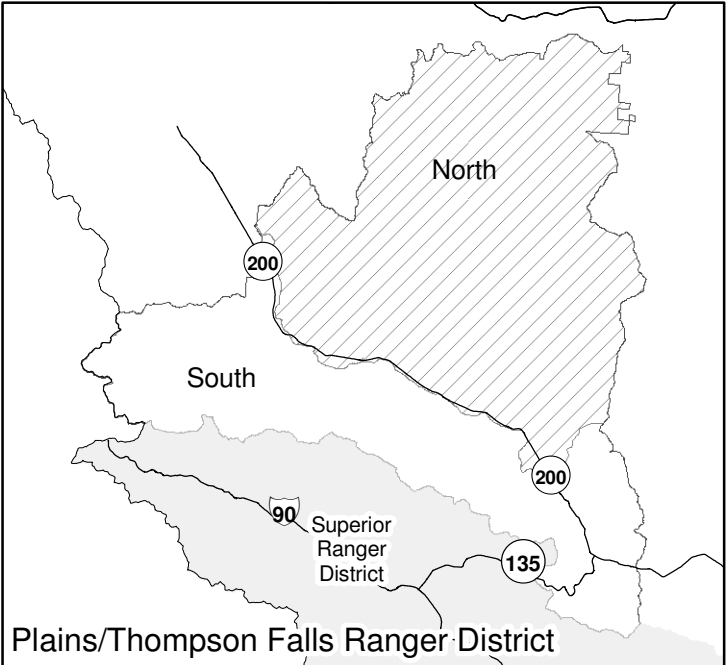 North
200
South
200
90
Superior
Ranger
District
135
Plains/Thompson Falls Ranger District